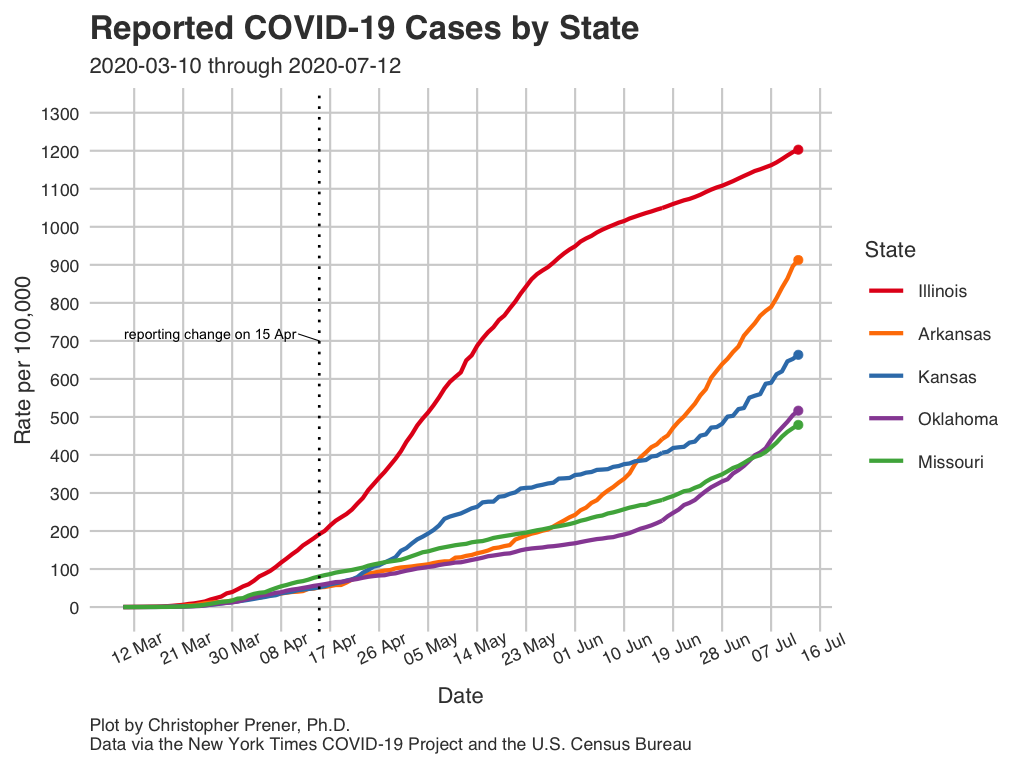 Reported COVID-19 Cases by State
2020-03-10 through 2020-07-12
1300
1200
1100
1000
900
800
700
600
500
400
300
200
100
0
Rate per 100,000
reporting change on 15 Apr
12 Mar
21 Mar
30 Mar
08 Apr
17 Apr
26 Apr
05 May
14 May
23 May
01 Jun
10 Jun
19 Jun
28 Jun
07 Jul
16 Jul
Date
State
Illinois
Arkansas
Kansas
Oklahoma
Missouri
Plot by Christopher Prener, Ph.D.
Data via the New York Times COVID-19 Project and the U.S. Census Bureau